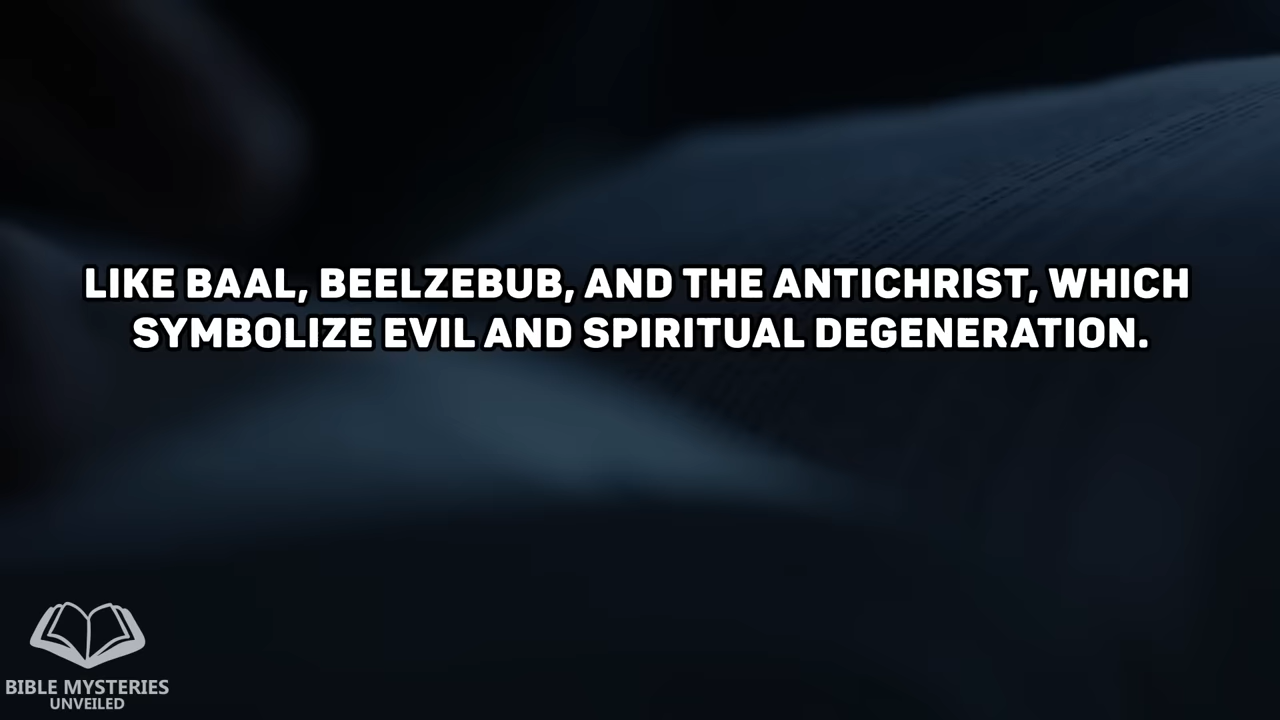 LIKE BAAL, BEELZEBUB, AND THE ANTICHRIST, WHICH
SYMBOLIZE EVIL AND SPIRITUAL DEGENERATION.
BIBLE MYSTERIES
UNVEILED